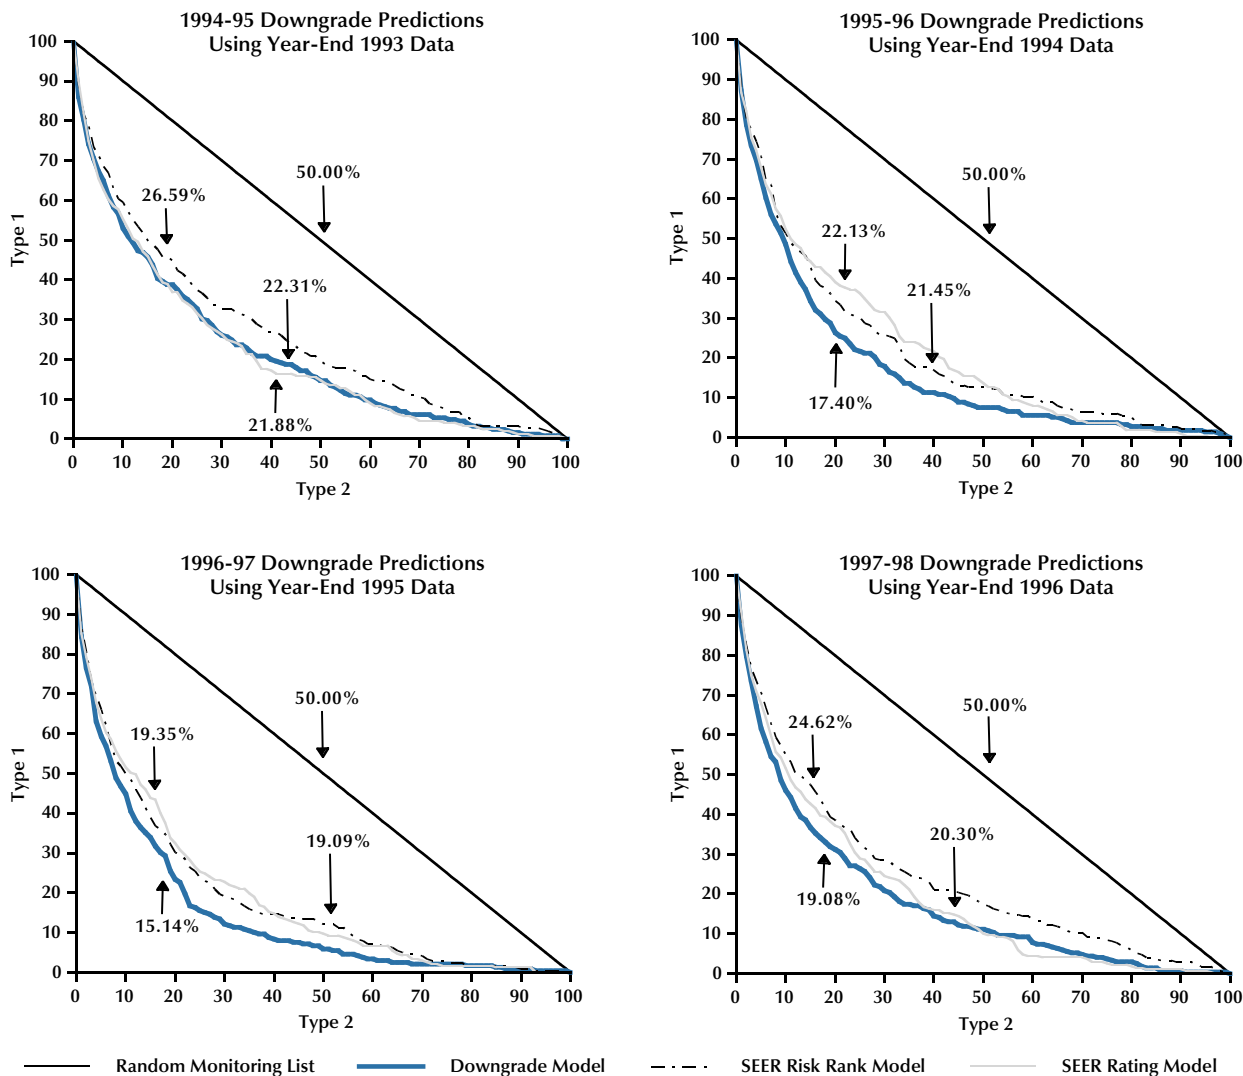 1994-95 Downgrade Predictions
Using Year-End 1993 Data
100
90
80
70
60
50
40
30
20
10
0
Type 1
26.59%
50.00%
22.31%
21.88%
0 10 20 30 40 50 60 70 80 90 100
Type 2
1995-96 Downgrade Predictions
Using Year-End 1994 Data
100
90
80
70
60
50
40
30
20
10
0
Type 1
50.00%
22.13%
21.45%
17.40%
0 10 20 30 40 50 60 70 80 90 100
Type 2
1996-97 Downgrade Predictions
Using Year-End 1995 Data
100
90
80
70
60
50
40
30
20
10
0
Type 1
50.00%
19.35%
19.09%
15.14%
0 10 20 30 40 50 60 70 80 90 100
Type 2
1997-98 Downgrade Predictions
Using Year-End 1996 Data
100
90
80
70
60
50
40
30
20
10
0
Type 1
50.00%
24.62%
20.30%
19.08%
0 10 20 30 40 50 60 70 80 90 100
Type 2
Random Monitoring List Downgrade Model SEER Risk Rank Model SEER Rating Model